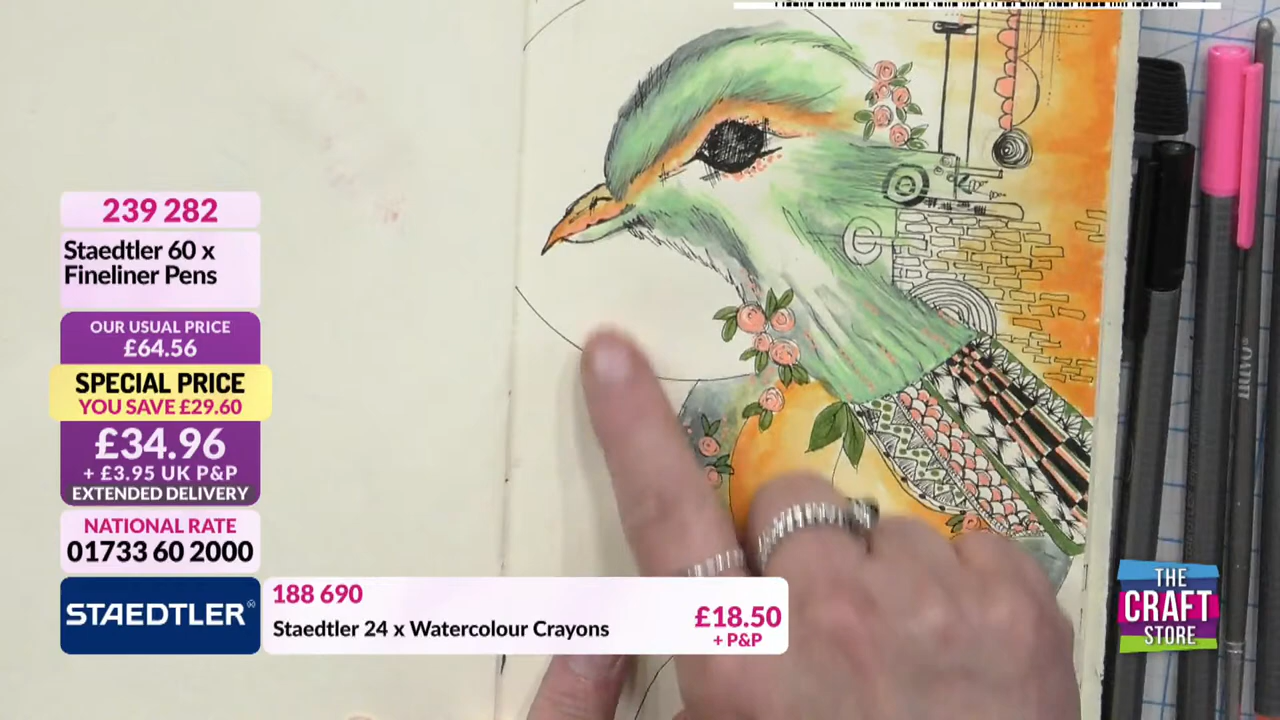 239 282
Staedtler 60 x
Fineliner Pens
OUR USUAL PRICE
£64.56
SPECIAL PRICE
YOU SAVE £29.60
£34.96
+ £3.95 UK P&P
EXTENDED DELIVERY
NATIONAL RATE
01733 60 2000
STAEDTLER®
188 690
Staedtler 24 x Watercolour Crayons
£18.50
+ P&P
THE
CRAFT
STORE
nuvo